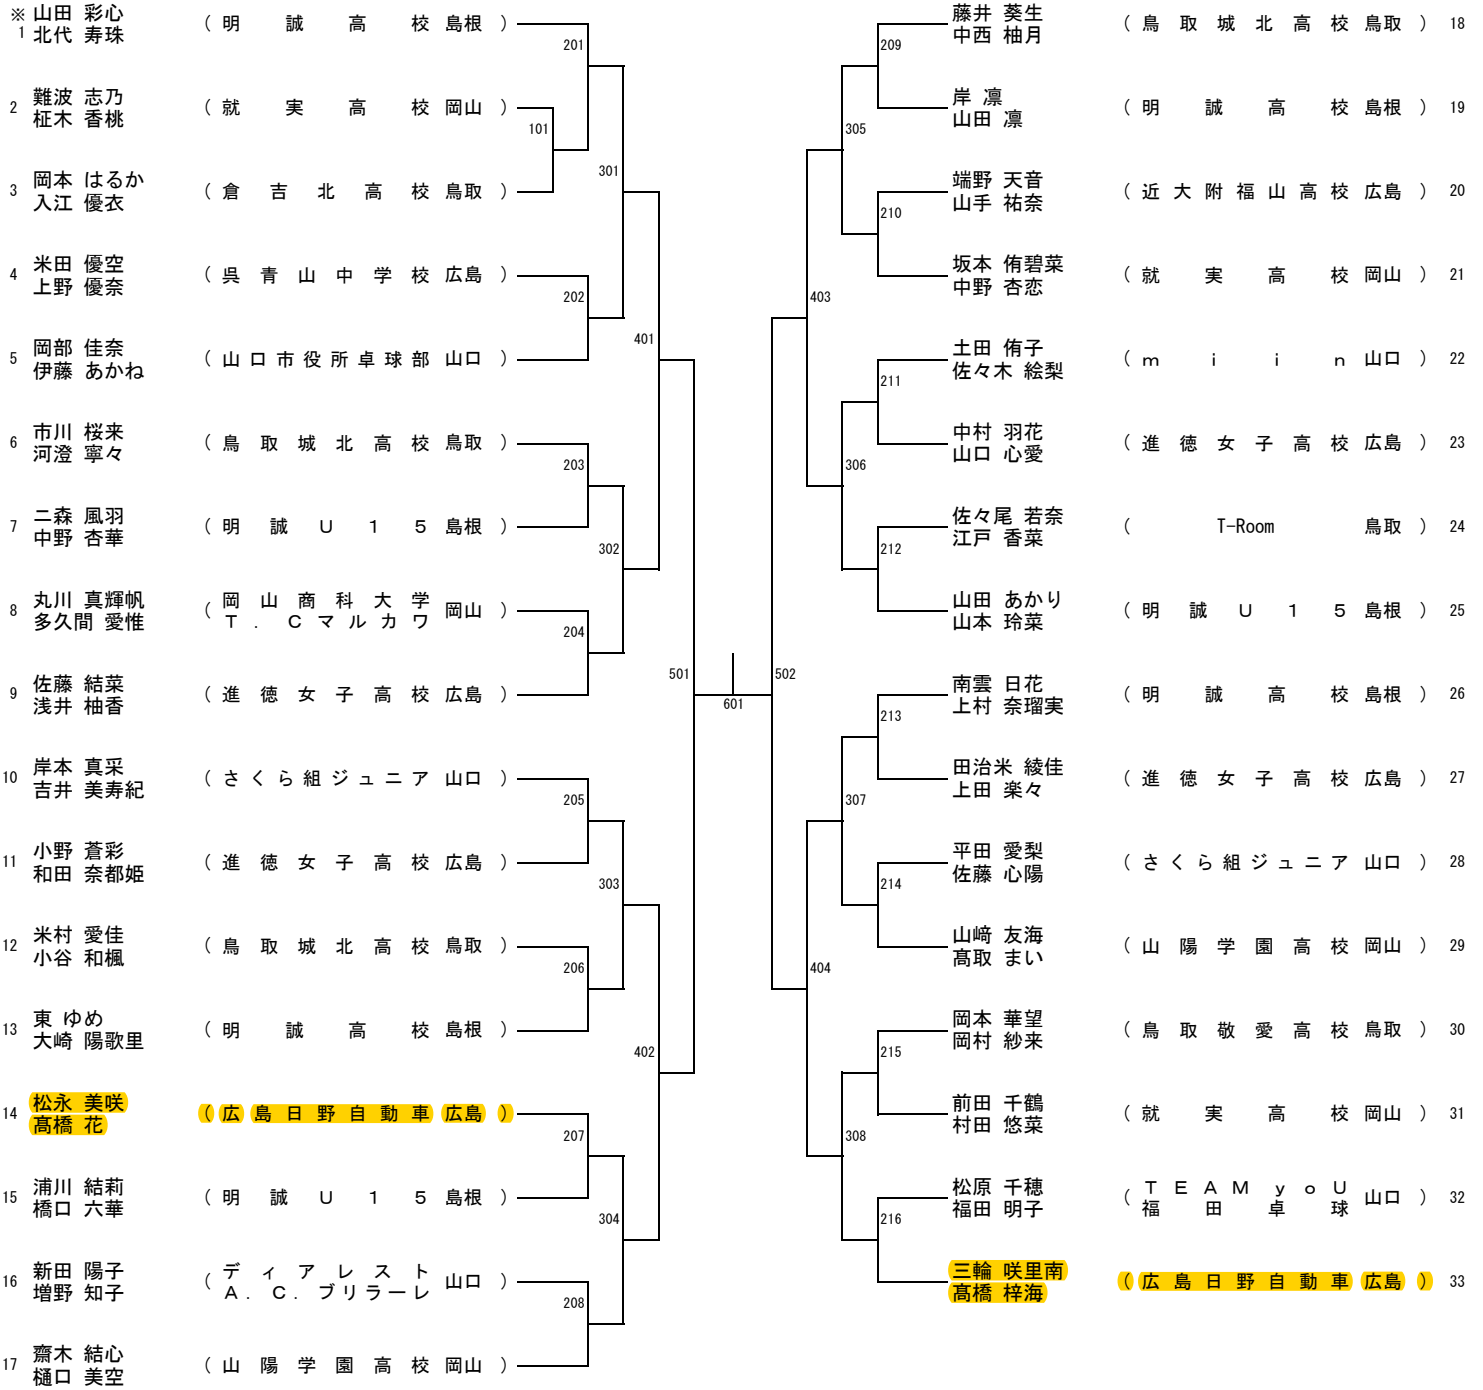 ※ 山田 彩心
1 北代 寿珠 (明誠高校 島根)
難波 志乃
2 柾木 香桃 (就実高校 岡山)
岡本 はるか
3 入江 優衣 (倉吉北高校 鳥取)
米田 優空
4 上野 優奈 (呉青山中学校 広島)
岡部 佳奈
5 伊藤 あかね (山口市役所卓球部 山口)
市川 桜来
6 河澄 寧々 (鳥取城北高校 鳥取)
二森 風羽
7 中野 杏華 (明誠U15 島根)
丸川 真輝帆 (岡山商科大学
8 多久間 愛惟 T.Cマルカワ 岡山)
佐藤 結菜
9 浅井 柚香 (進徳女子高校 広島)
岸本 真采
10 吉井 美寿紀 (さくら組ジュニア 山口)
小野 蒼彩
11 和田 奈都姫 (進徳女子高校 広島)
米村 愛佳
12 小谷 和楓 (鳥取城北高校 鳥取)
東 ゆめ
13 大崎 陽歌里 (明誠高校 島根)
松永 美咲
14 髙橋 花 (広島日野自動車 広島)
浦川 結莉
15 橋口 六華 (明誠U15 島根)
新田 陽子 (ディアレスト
16 増野 知子 A.C.ブリラーレ 山口)
齋木 結心
17 樋口 美空 (山陽学園高校 岡山)
201
101
301
202
401
203
302
204
501
205
303
206
402
207
304
208
601
502
209
305
210
403
211
306
212
213
307
214
404
215
308
216
藤井 葵生
中西 柚月 (鳥取城北高校 鳥取) 18
岸 凛
山田 凛 (明誠高校 島根) 19
端野 天音
山手 祐奈 (近大附福山高校 広島) 20
坂本 侑碧菜
中野 杏恋 (就実高校 岡山) 21
土田 侑子
佐々木 絵梨 (miin 山口) 22
中村 羽花
山口 心愛 (進徳女子高校 広島) 23
佐々尾 若奈
江戸 香菜 (T-Room 鳥取) 24
山田 あかり
山本 玲菜 (明誠U15 島根) 25
南雲 日花
上村 奈瑠実 (明誠高校 島根) 26
田治米 綾佳
上田 楽々 (進徳女子高校 広島) 27
平田 愛梨
佐藤 心陽 (さくら組ジュニア 山口) 28
山﨑 友海
髙取 まい (山陽学園高校 岡山) 29
岡本 華望
岡村 紗来 (鳥取敬愛高校 鳥取) 30
前田 千鶴
村田 悠菜 (就実高校 岡山) 31
松原 千穂 (TEAM yoU
福田 明子 福田卓球 山口) 32
三輪 咲里南
髙橋 梓海 (広島日野自動車 広島) 33